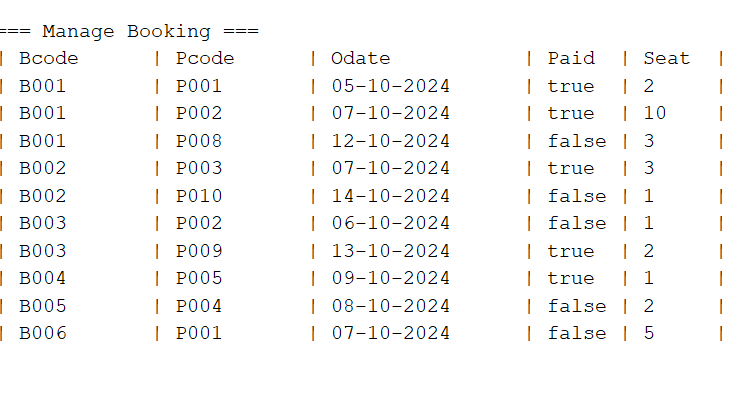 === Manage Booking ===
| Bcode | Pcode | Odate | Paid | Seat |
| B001 | P001 | 05-10-2024 | true | 2 |
| B001 | P002 | 07-10-2024 | true | 10 |
| B001 | P008 | 12-10-2024 | false | 3 |
| B002 | P003 | 07-10-2024 | true | 3 |
| B002 | P010 | 14-10-2024 | false | 1 |
| B003 | P002 | 06-10-2024 | false | 1 |
| B003 | P009 | 13-10-2024 | true | 2 |
| B004 | P005 | 09-10-2024 | true | 1 |
| B005 | P004 | 08-10-2024 | false | 2 |
| B006 | P001 | 07-10-2024 | false | 5 |